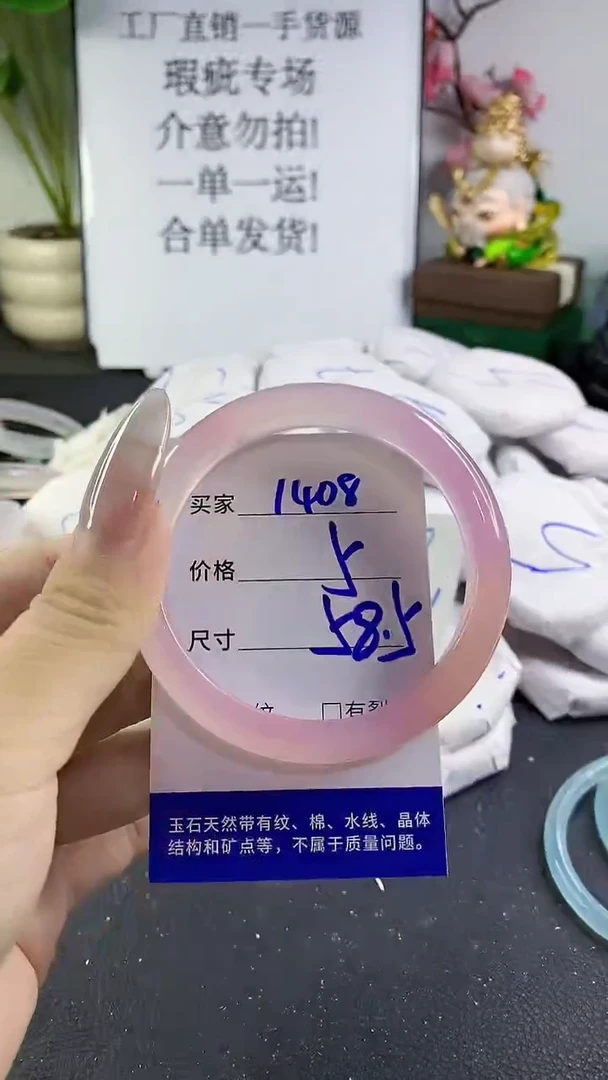 工厂直销一手货源
瑕疵专场
介意勿拍!
一单一运!
合单发货!
买家 1408
价格 5
尺寸 58.5
纹 □有裂
玉石天然带有纹、棉、水线、晶体
结构和矿点等，不属于质量问题。